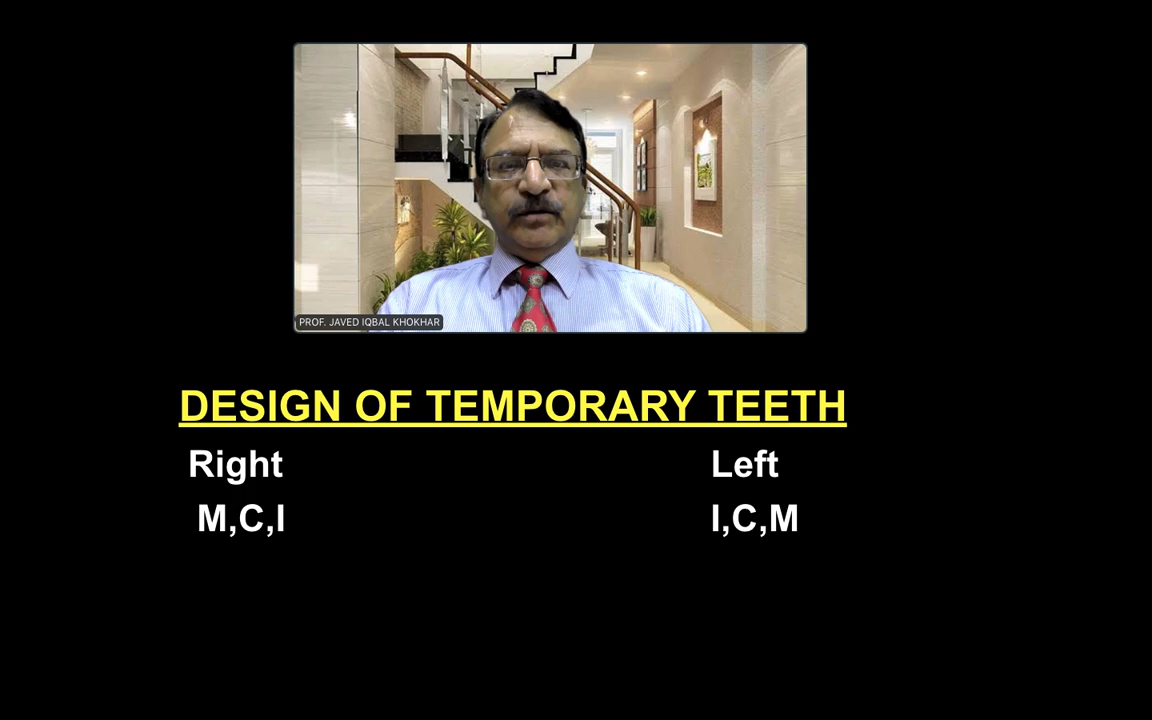 PROF. JAVED IQBAL KHOKHAR
DESIGN OF TEMPORARY TEETH
Right Left
M,C,I I,C,M